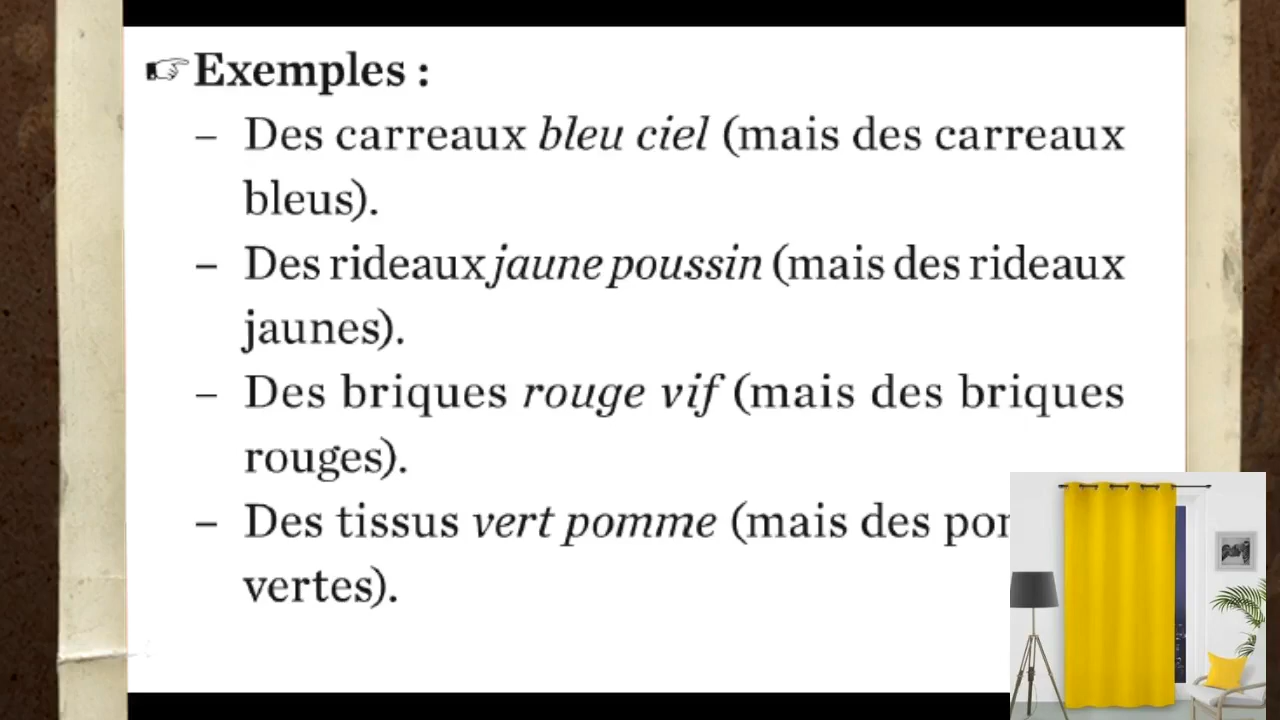 ☞Exemples :
– Des carreaux bleu ciel (mais des carreaux
bleus).
– Des rideaux jaune poussin (mais des rideaux
jaunes).
– Des briques rouge vif (mais des briques
rouges).
– Des tissus vert pomme (mais des
vertes).